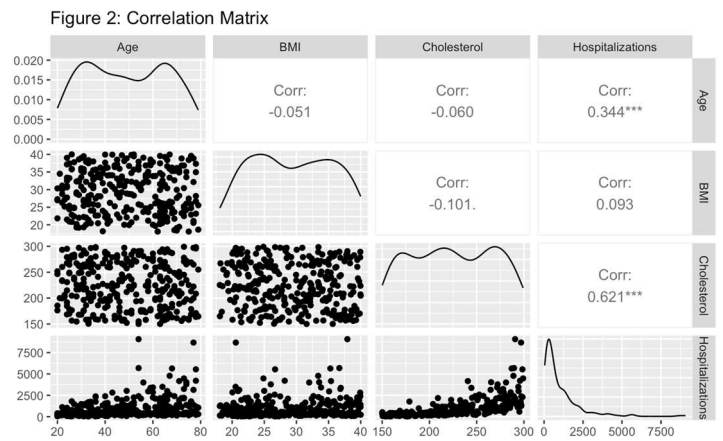 Figure 2: Correlation Matrix
Age
BMI
Cholesterol
Hospitalizations
0.020
0.015
0.010
0.005
0.000
Corr:
-0.051
Corr:
-0.060
Corr:
0.344***
Age
40
35
30
25
20
Corr:
-0.101.
Corr:
0.093
BMI
300
250
200
150
Corr:
0.621***
Cholesterol
7500
5000
2500
0
Hospitalizations
20
40
60
80
20
25
30
35
40
150
200
250
300
0
2500
5000
7500